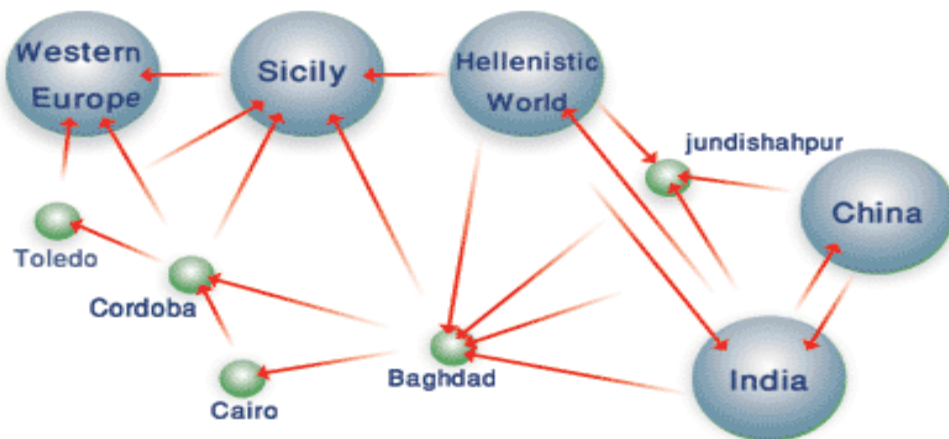 Western
Europe
Sicily
Hellenistic
World
jundishahpur
China
Toledo
Cordoba
Baghdad
India
Cairo